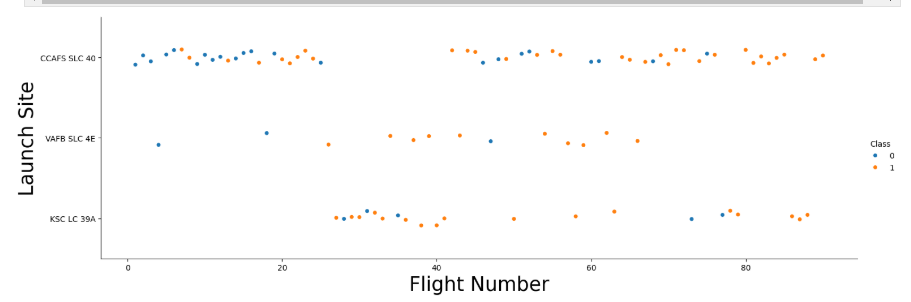 CCAFS SLC 40
VAFB SLC 4E
KSC LC 39A
Launch Site
0 20 40 60 80
Flight Number
Class
0
1